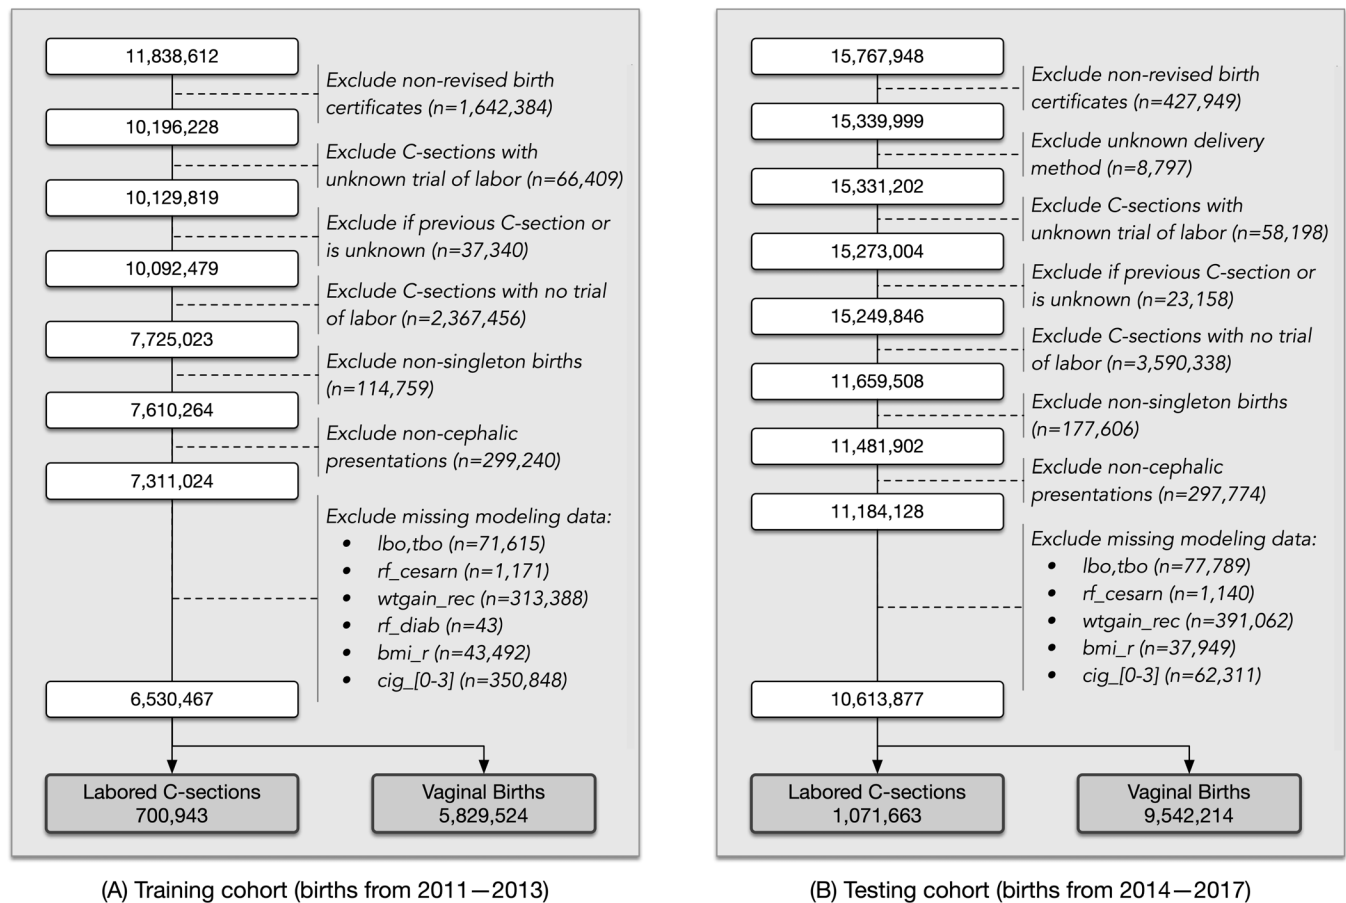 11,838,612
Exclude non-revised birth
certificates (n=1,642,384)
10,196,228
Exclude C-sections with
unknown trial of labor (n=66,409)
10,129,819
Exclude if previous C-section or
is unknown (n=37,340)
10,092,479
Exclude C-sections with no trial
of labor (n=2,367,456)
7,725,023
Exclude non-singleton births
(n=114,759)
7,610,264
Exclude non-cephalic
presentations (n=299,240)
7,311,024
Exclude missing modeling data:
• lbo,tbo (n=71,615)
• rf_cesarn (n=1,171)
• wtgain_rec (n=313,388)
• rf_diab (n=43)
• bmi_r (n=43,492)
• cig_[0-3] (n=350,848)
6,530,467
Labored C-sections
700,943
Vaginal Births
5,829,524
(A) Training cohort (births from 2011—2013)
15,767,948
Exclude non-revised birth
certificates (n=427,949)
15,339,999
Exclude unknown delivery
method (n=8,797)
15,331,202
Exclude C-sections with
unknown trial of labor (n=58,198)
15,273,004
Exclude if previous C-section or
is unknown (n=23,158)
15,249,846
Exclude C-sections with no trial
of labor (n=3,590,338)
11,659,508
Exclude non-singleton births
(n=177,606)
11,481,902
Exclude non-cephalic
presentations (n=297,774)
11,184,128
Exclude missing modeling data:
• lbo,tbo (n=77,789)
• rf_cesarn (n=1,140)
• wtgain_rec (n=391,062)
• bmi_r (n=37,949)
• cig_[0-3] (n=62,311)
10,613,877
Labored C-sections
1,071,663
Vaginal Births
9,542,214
(B) Testing cohort (births from 2014—2017)